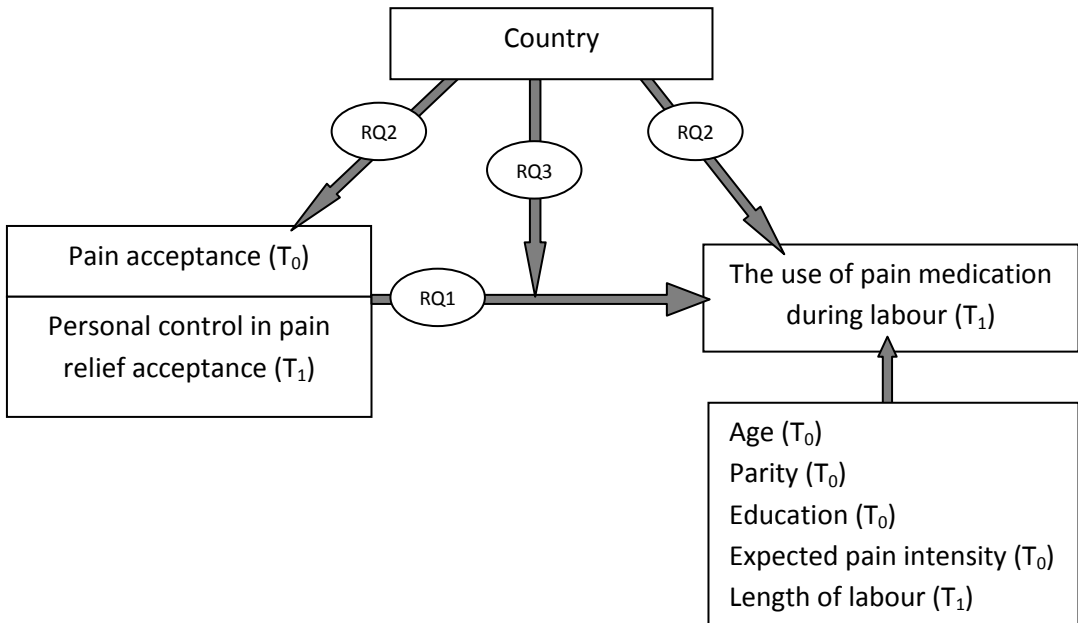 Country
RQ2
RQ2
RQ3
Pain acceptance (T₀)
Personal control in pain
relief acceptance (T₁)
RQ1
The use of pain medication
during labour (T₁)
Age (T₀)
Parity (T₀)
Education (T₀)
Expected pain intensity (T₀)
Length of labour (T₁)